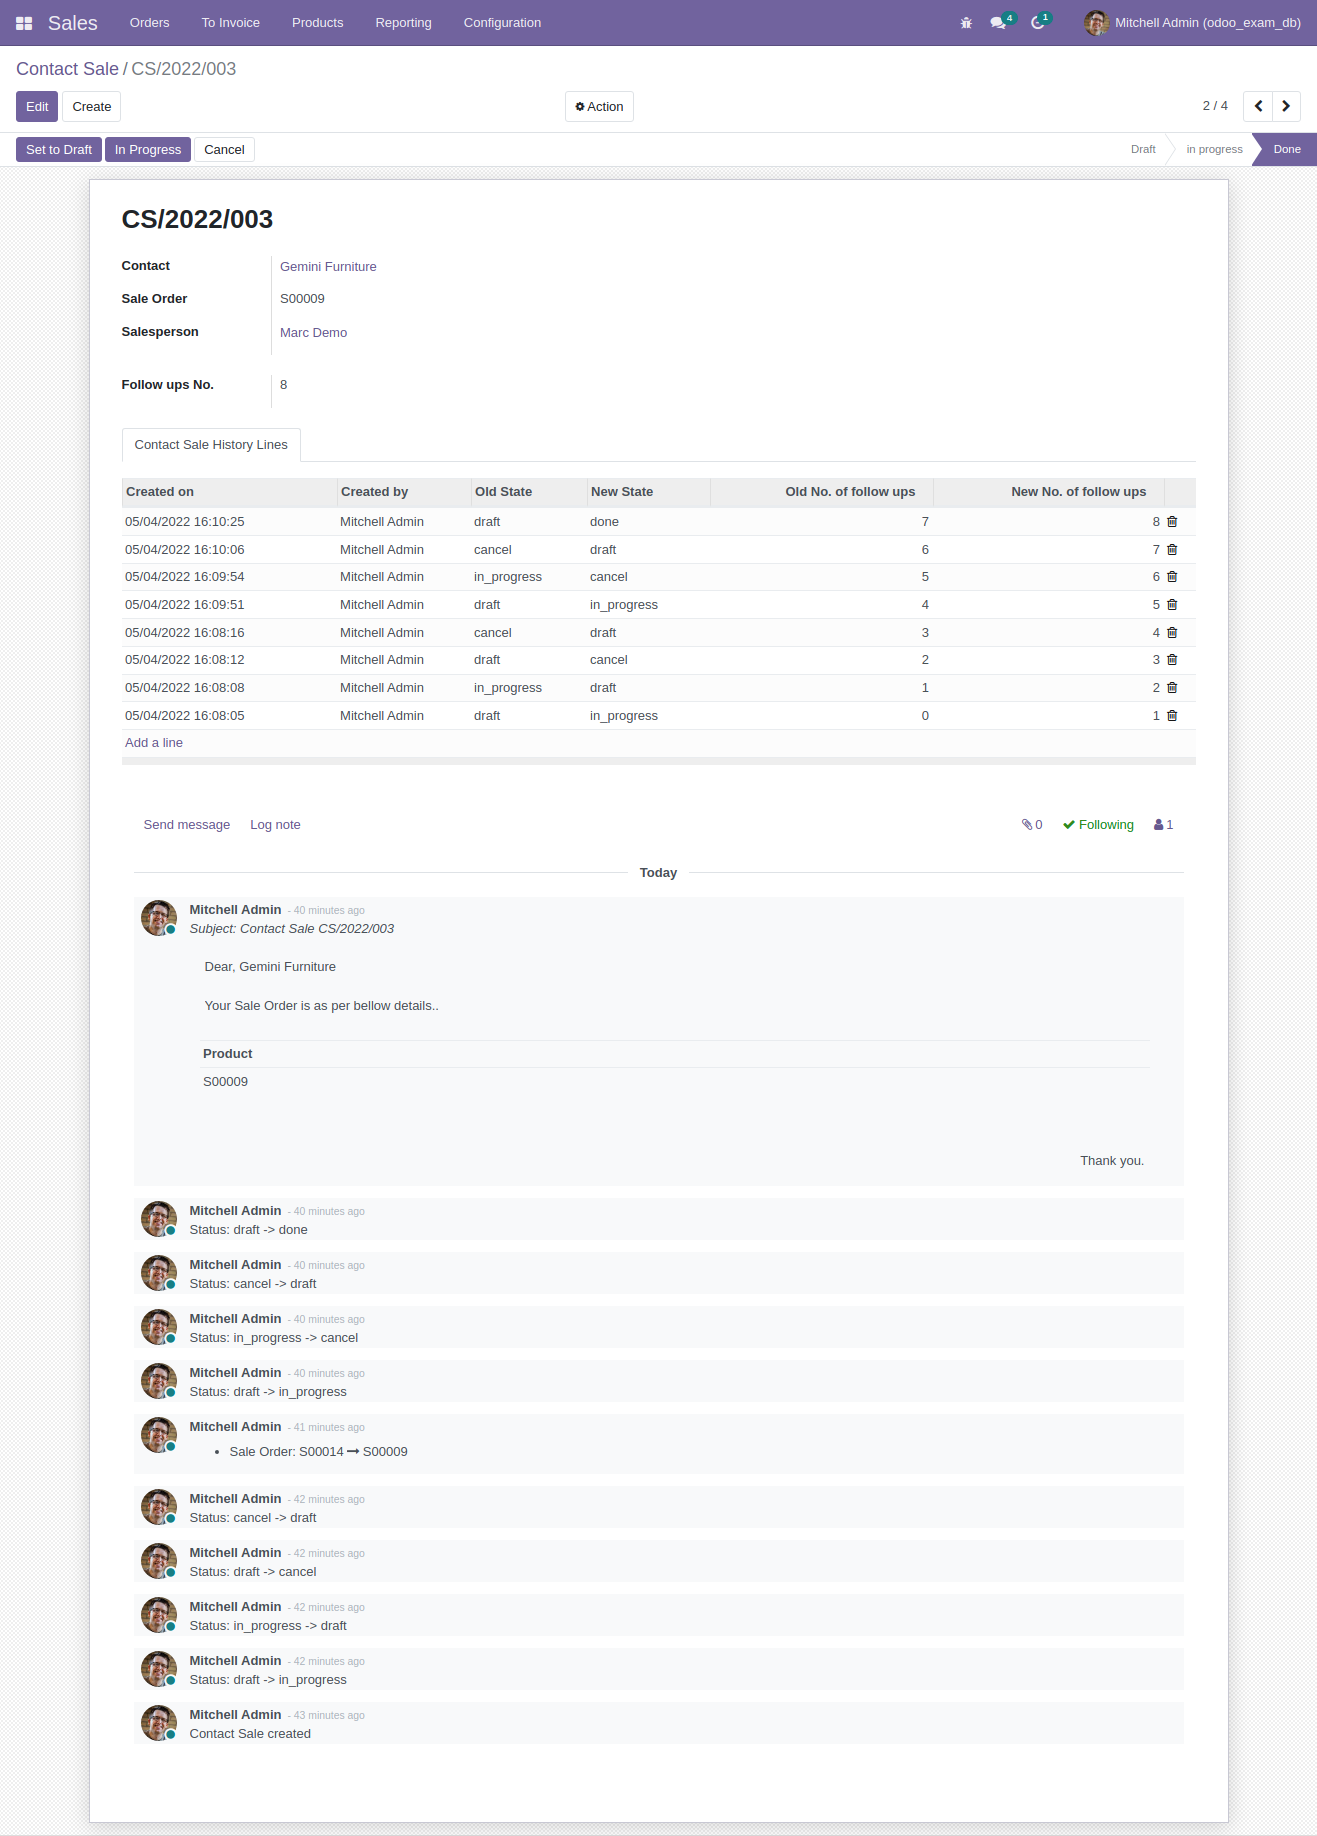 Sales Orders To Invoice Products Reporting Configuration 4 1 Mitchell Admin (odoo_exam_db)
Contact Sale / CS/2022/003
Edit Create Action 2 / 4
Set to Draft In Progress Cancel Draft in progress Done
CS/2022/003
Contact Gemini Furniture
Sale Order S00009
Salesperson Marc Demo
Follow ups No. 8
Contact Sale History Lines
Created on Created by Old State New State Old No. of follow ups New No. of follow ups
05/04/2022 16:10:25 Mitchell Admin draft done 7 8
05/04/2022 16:10:06 Mitchell Admin cancel draft 6 7
05/04/2022 16:09:54 Mitchell Admin in_progress cancel 5 6
05/04/2022 16:09:51 Mitchell Admin draft in_progress 4 5
05/04/2022 16:08:16 Mitchell Admin cancel draft 3 4
05/04/2022 16:08:12 Mitchell Admin draft cancel 2 3
05/04/2022 16:08:08 Mitchell Admin in_progress draft 1 2
05/04/2022 16:08:05 Mitchell Admin draft in_progress 0 1
Add a line
Send message Log note 0 Following 1
Today
Mitchell Admin - 40 minutes ago
Subject: Contact Sale CS/2022/003
Dear, Gemini Furniture
Your Sale Order is as per bellow details..
Product
S00009
Thank you.
Mitchell Admin - 40 minutes ago
Status: draft -> done
Mitchell Admin - 40 minutes ago
Status: cancel -> draft
Mitchell Admin - 40 minutes ago
Status: in_progress -> cancel
Mitchell Admin - 40 minutes ago
Status: draft -> in_progress
Mitchell Admin - 41 minutes ago
• Sale Order: S00014 → S00009
Mitchell Admin - 42 minutes ago
Status: cancel -> draft
Mitchell Admin - 42 minutes ago
Status: draft -> cancel
Mitchell Admin - 42 minutes ago
Status: in_progress -> draft
Mitchell Admin - 42 minutes ago
Status: draft -> in_progress
Mitchell Admin - 43 minutes ago
Contact Sale created